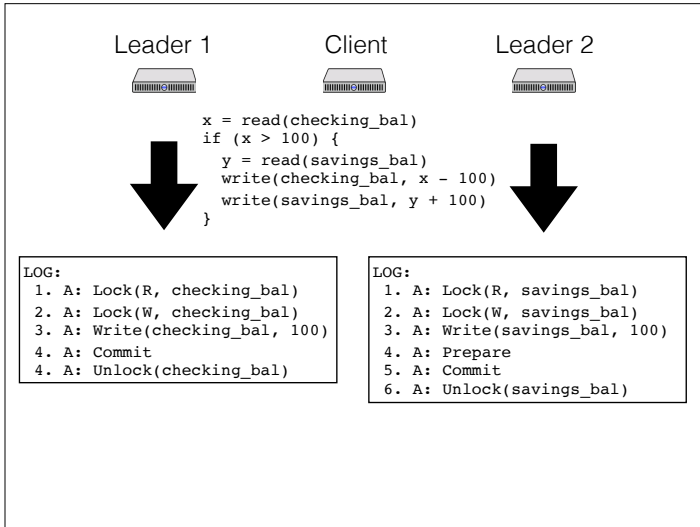 Leader 1
Client
Leader 2
x = read(checking_bal)
if (x > 100) {
  y = read(savings_bal)
  write(checking_bal, x - 100)
  write(savings_bal, y + 100)
}
LOG:
1. A: Lock(R, checking_bal)
2. A: Lock(W, checking_bal)
3. A: Write(checking_bal, 100)
4. A: Commit
4. A: Unlock(checking_bal)
LOG:
1. A: Lock(R, savings_bal)
2. A: Lock(W, savings_bal)
3. A: Write(savings_bal, 100)
4. A: Prepare
5. A: Commit
6. A: Unlock(savings_bal)